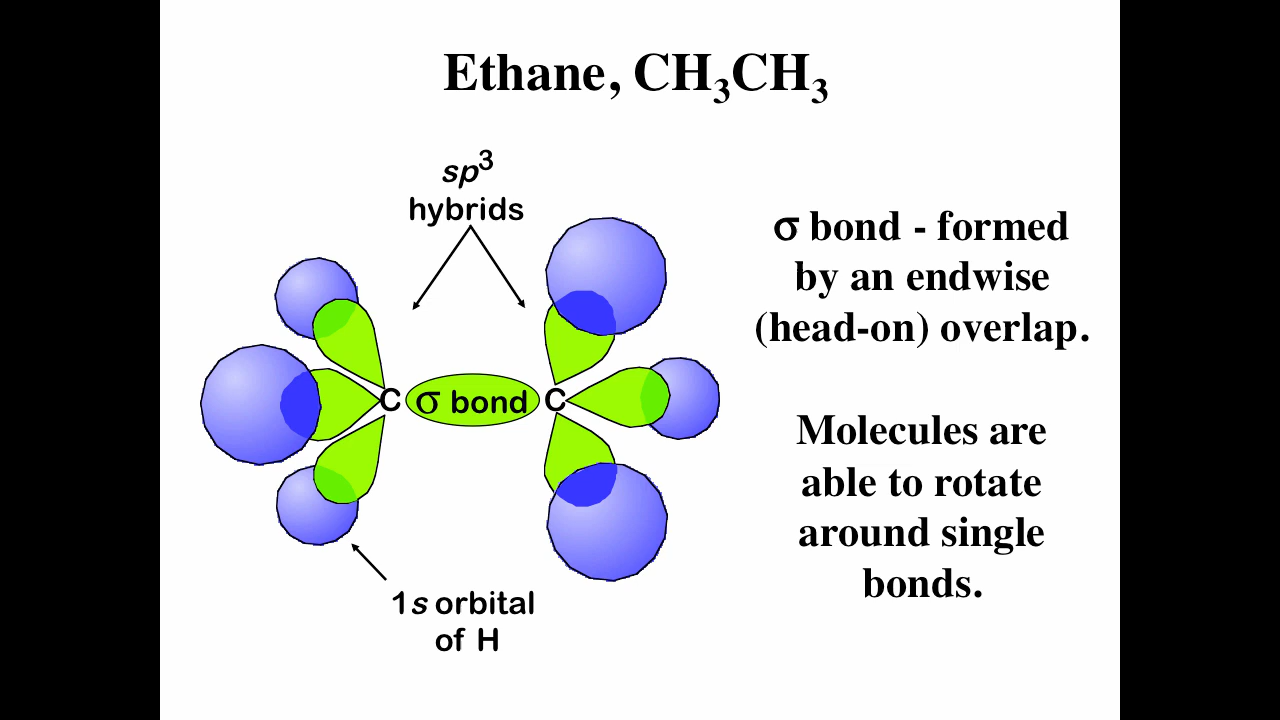 Ethane, CH₃CH₃
sp³
hybrids
C σ bond C
1s orbital
of H
σ bond - formed
by an endwise
(head-on) overlap.
Molecules are
able to rotate
around single
bonds.